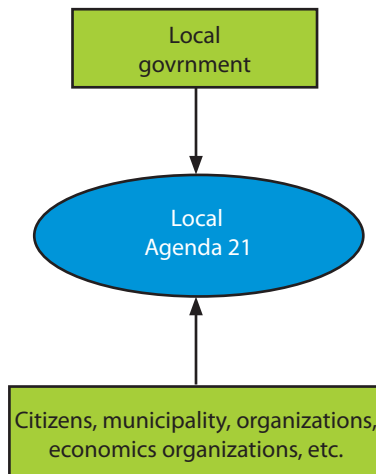 Local
govrnment
Local
Agenda 21
Citizens, municipality, organizations,
economics organizations, etc.